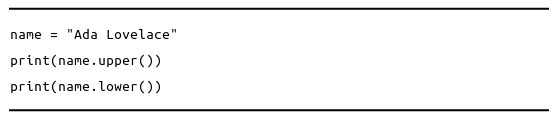 name = "Ada Lovelace"
print(name.upper())
print(name.lower())